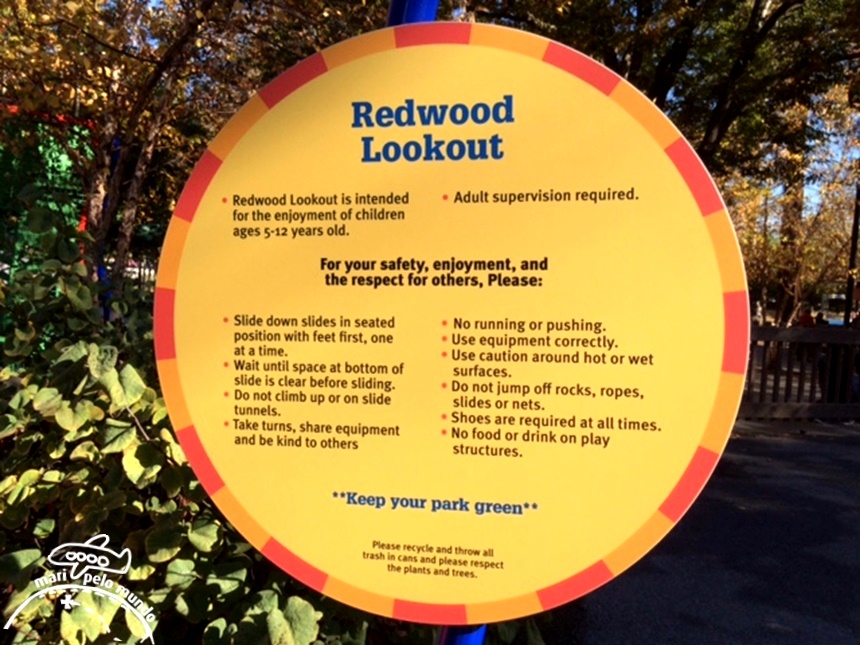 Redwood
Lookout
• Redwood Lookout is intended
for the enjoyment of children
ages 5-12 years old.
• Adult supervision required.
For your safety, enjoyment, and
the respect for others, Please:
• Slide down slides in seated
position with feet first, one
at a time.
• Wait until space at bottom of
slide is clear before sliding.
• Do not climb up or on slide
tunnels.
• Take turns, share equipment
and be kind to others
• No running or pushing.
• Use equipment correctly.
• Use caution around hot or wet
surfaces.
• Do not jump off rocks, ropes,
slides or nets.
• Shoes are required at all times.
• No food or drink on play
structures.
**Keep your park green**
Please recycle and throw all
trash in cans and please respect
the plants and trees.
mari pelo mundo